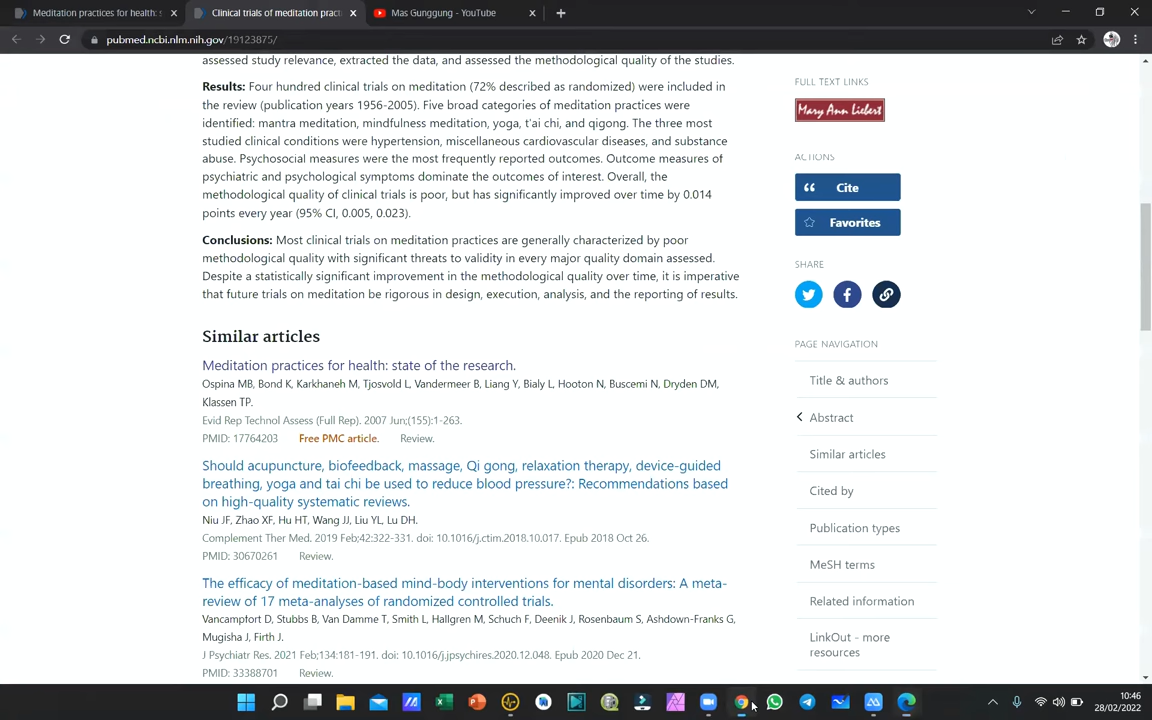 Meditation practices for health: s
Clinical trials of meditation pract
Mas Gunggung - YouTube
pubmed.ncbi.nlm.nih.gov/19123875/
assessed study relevance, extracted the data, and assessed the methodological quality of the studies.
Results: Four hundred clinical trials on meditation (72% described as randomized) were included in
the review (publication years 1956-2005). Five broad categories of meditation practices were
identified: mantra meditation, mindfulness meditation, yoga, t'ai chi, and qigong. The three most
studied clinical conditions were hypertension, miscellaneous cardiovascular diseases, and substance
abuse. Psychosocial measures were the most frequently reported outcomes. Outcome measures of
psychiatric and psychological symptoms dominate the outcomes of interest. Overall, the
methodological quality of clinical trials is poor, but has significantly improved over time by 0.014
points every year (95% CI, 0.005, 0.023).
Conclusions: Most clinical trials on meditation practices are generally characterized by poor
methodological quality with significant threats to validity in every major quality domain assessed.
Despite a statistically significant improvement in the methodological quality over time, it is imperative
that future trials on meditation be rigorous in design, execution, analysis, and the reporting of results.
Similar articles
Meditation practices for health: state of the research.
Ospina MB, Bond K, Karkhaneh M, Tjosvold L, Vandermeer B, Liang Y, Bialy L, Hooton N, Buscemi N, Dryden DM,
Klassen TP.
Evid Rep Technol Assess (Full Rep). 2007 Jun;(155):1-263.
PMID: 17764203 Free PMC article. Review.
Should acupuncture, biofeedback, massage, Qi gong, relaxation therapy, device-guided
breathing, yoga and tai chi be used to reduce blood pressure?: Recommendations based
on high-quality systematic reviews.
Niu JF, Zhao XF, Hu HT, Wang JJ, Liu YL, Lu DH.
Complement Ther Med. 2019 Feb;42:322-331. doi: 10.1016/j.ctim.2018.10.017. Epub 2018 Oct 26.
PMID: 30670261 Review.
The efficacy of meditation-based mind-body interventions for mental disorders: A meta-
review of 17 meta-analyses of randomized controlled trials.
Vancampfort D, Stubbs B, Van Damme T, Smith L, Hallgren M, Schuch F, Deenik J, Rosenbaum S, Ashdown-Franks G,
Mugisha J, Firth J.
J Psychiatr Res. 2021 Feb;134:181-191. doi: 10.1016/j.jpsychires.2020.12.048. Epub 2020 Dec 21.
PMID: 33388701 Review.
FULL TEXT LINKS
Mary Ann Liebert
ACTIONS
Cite
Favorites
SHARE
PAGE NAVIGATION
Title & authors
Abstract
Similar articles
Cited by
Publication types
MeSH terms
Related information
LinkOut - more
resources
10:46
28/02/2022